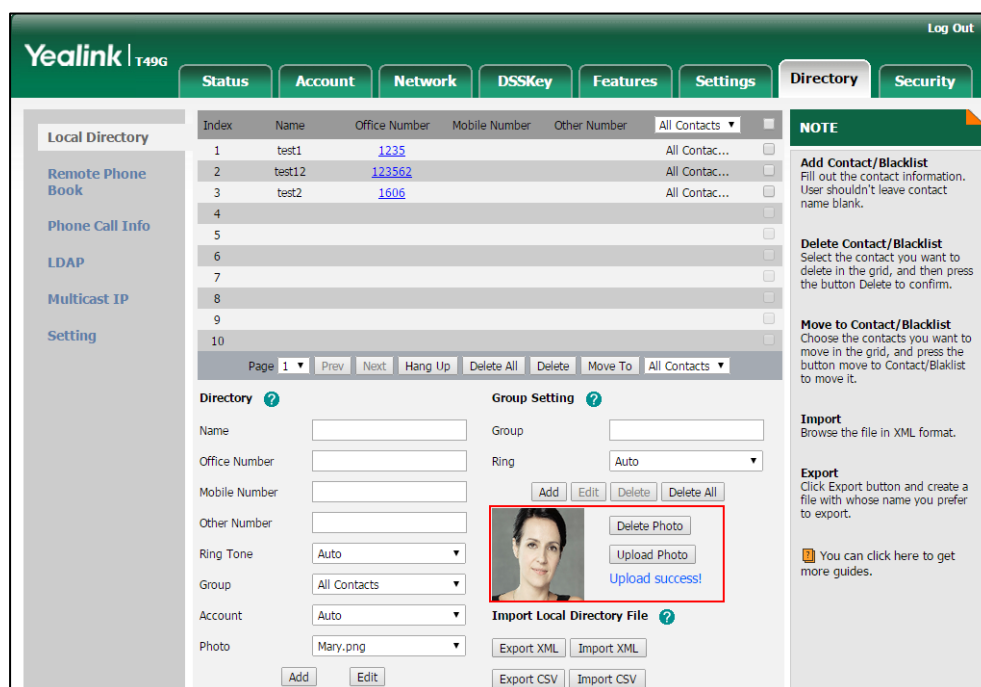 Log Out
Yealink | T49G
Status Account Network DSSKey Features Settings Directory Security
Local Directory
Remote Phone
Book
Phone Call Info
LDAP
Multicast IP
Setting
Index Name Office Number Mobile Number Other Number All Contacts
1 test1 1235 All Contac...
2 test12 123562 All Contac...
3 test2 1606 All Contac...
4
5
6
7
8
9
10
Page 1 Prev Next Hang Up Delete All Delete Move To All Contacts
Directory ?
Name
Office Number
Mobile Number
Other Number
Ring Tone Auto
Group All Contacts
Account Auto
Photo Mary.png
Add Edit
Group Setting ?
Group
Ring Auto
Add Edit Delete Delete All
Delete Photo
Upload Photo
Upload success!
Import Local Directory File ?
Export XML Import XML
Export CSV Import CSV
NOTE
Add Contact/Blacklist
Fill out the contact information.
User shouldn't leave contact
name blank.
Delete Contact/Blacklist
Select the contact you want to
delete in the grid, and then press
the button Delete to confirm.
Move to Contact/Blacklist
Choose the contacts you want to
move in the grid, and press the
button move to Contact/Blaklist
to move it.
Import
Browse the file in XML format.
Export
Click Export button and create a
file with whose name you prefer
to export.
? You can click here to get
more guides.